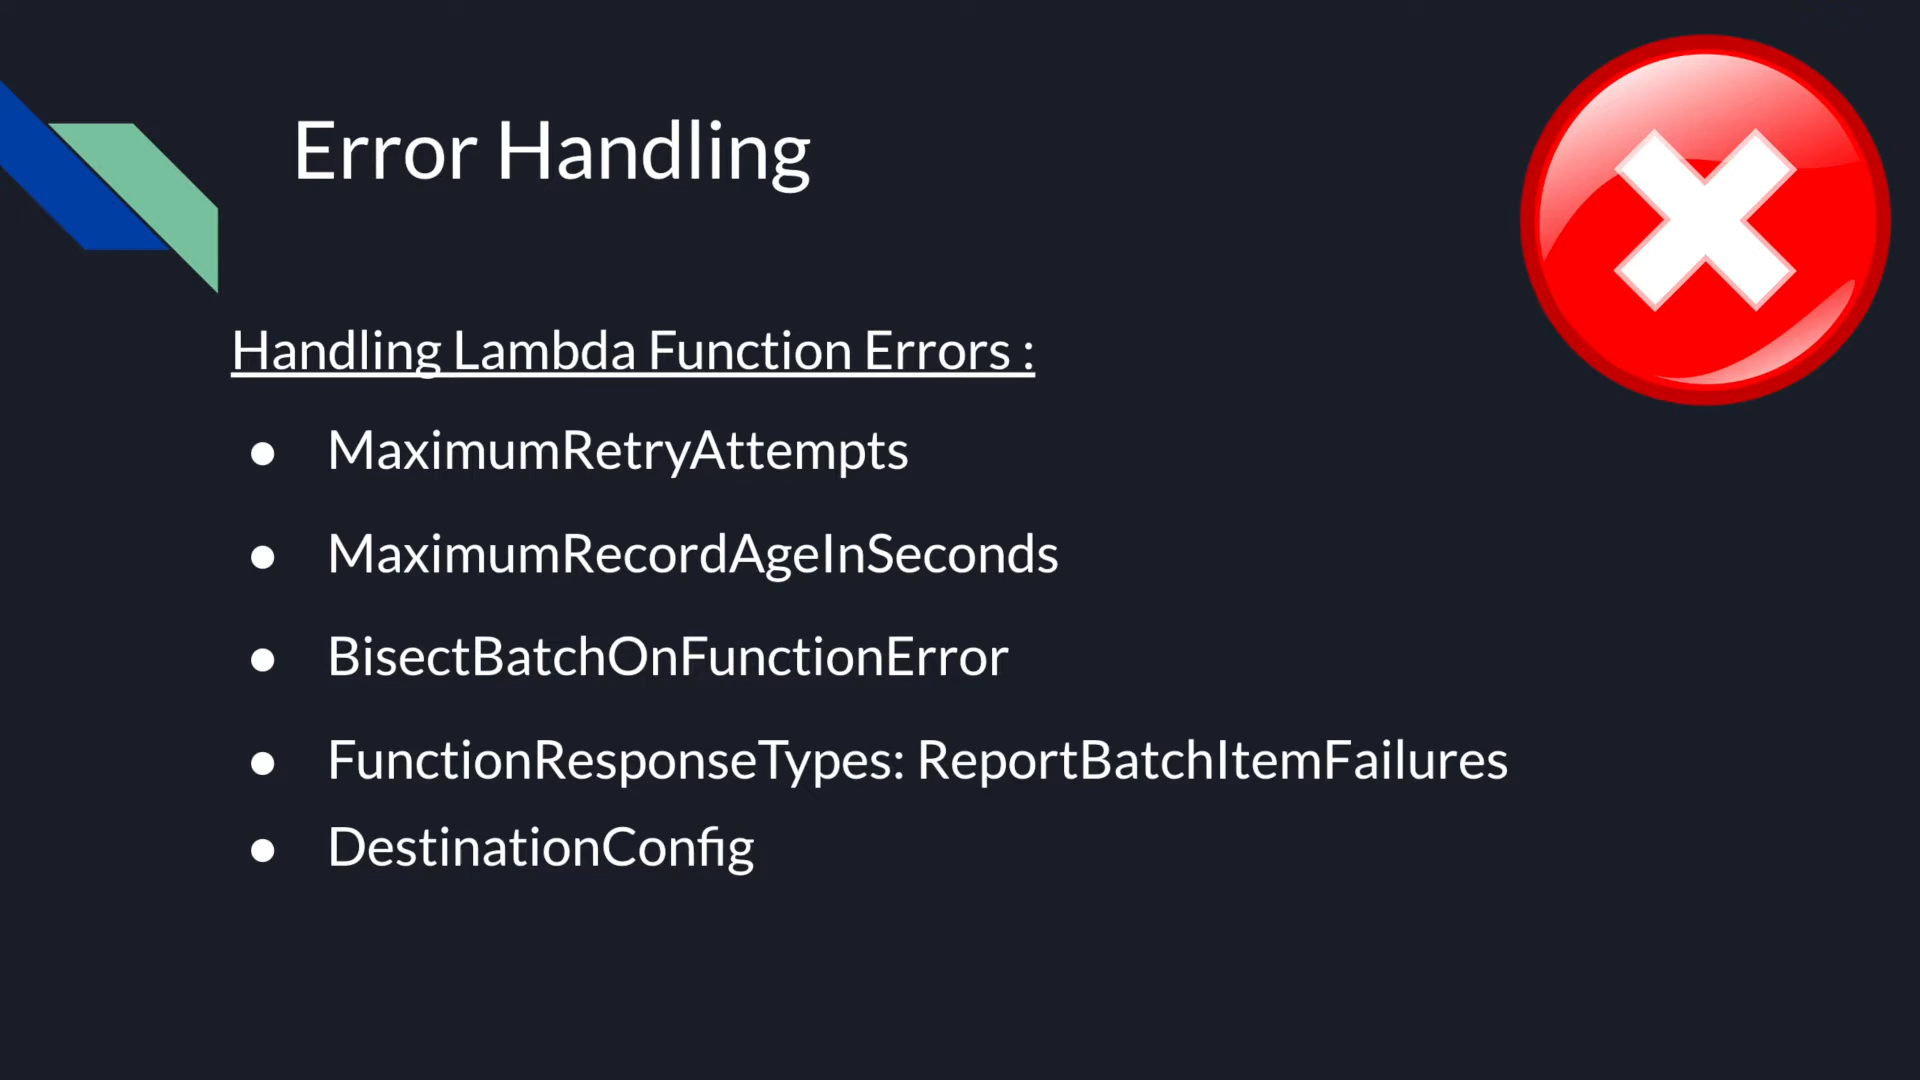 Error Handling
Handling Lambda Function Errors :
● MaximumRetryAttempts
● MaximumRecordAgeInSeconds
● BisectBatchOnFunctionError
● FunctionResponseTypes: ReportBatchItemFailures
● DestinationConfig